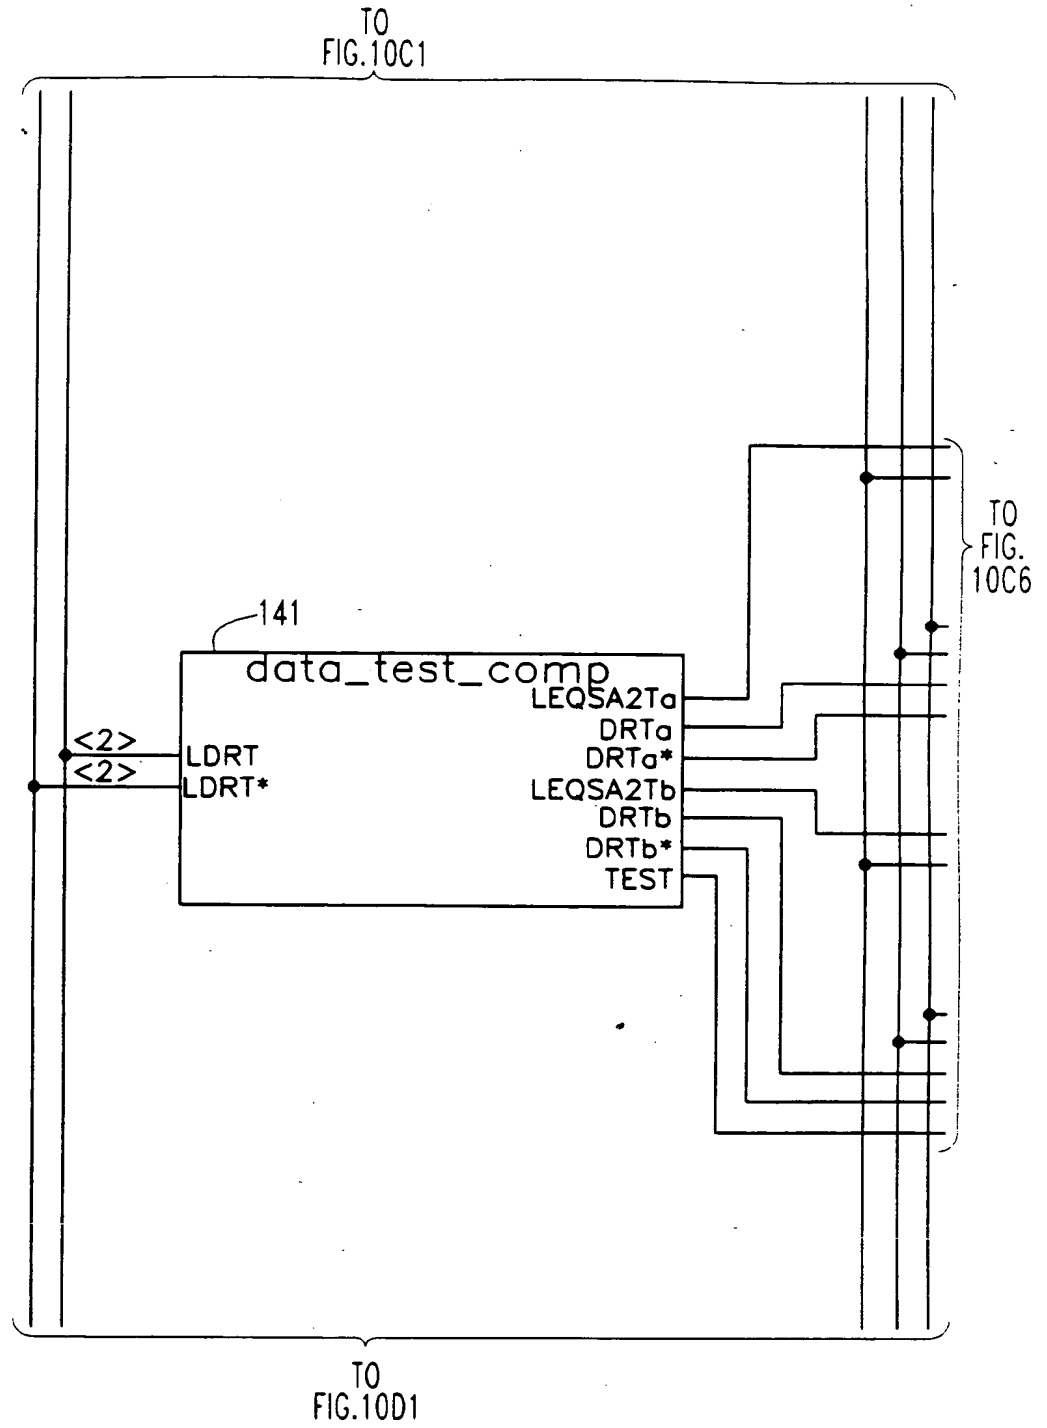 TO
FIG.10C1
TO
FIG.
10C6
141
data_test_comp
LEQSA2Ta
DRTa
<2>
LDRT
DRTa*
<2>
LDRT*
LEQSA2Tb
DRTb
DRTb*
TEST
TO
FIG.10D1